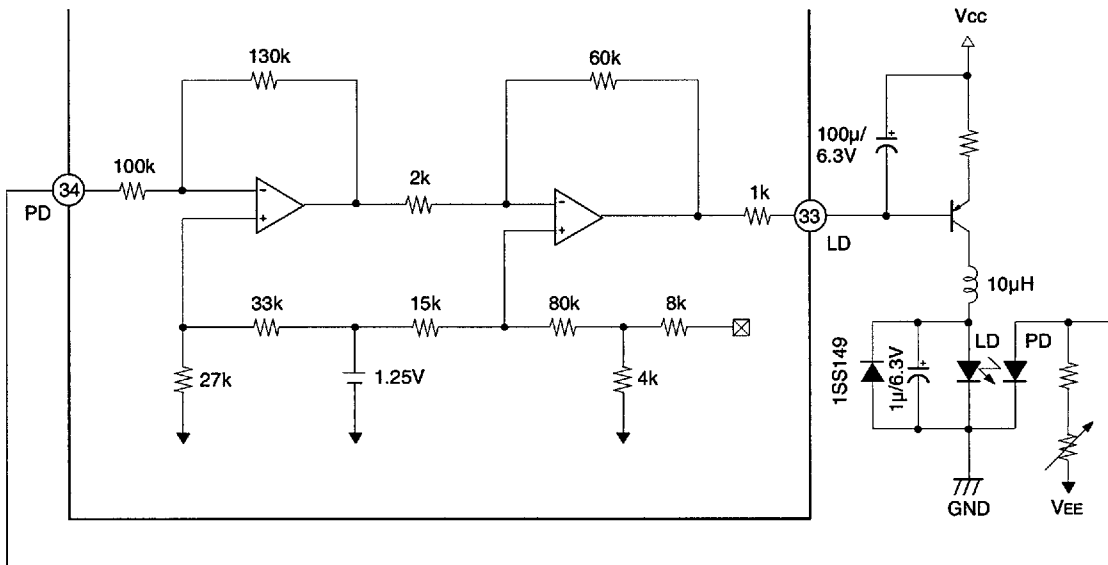 Vcc
130k
60k
100µ/
6.3V
100k
2k
1k
34
PD
33
LD
10µH
33k
15k
80k
8k
27k
1.25V
4k
1SS149
1µ/6.3V
LD
PD
GND
VEE